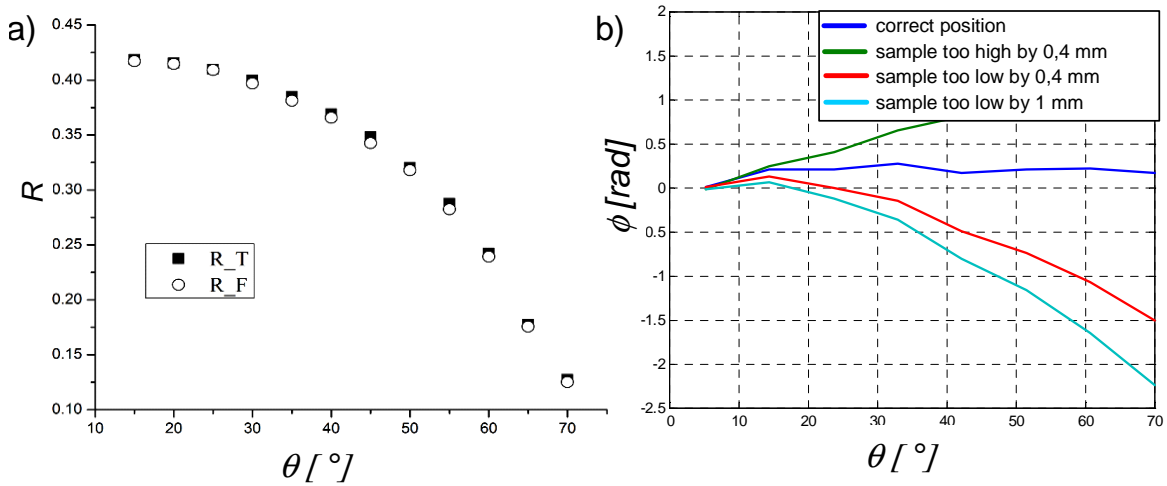 a)
R
0.45
0.40
0.35
0.30
0.25
0.20
0.15
0.10
R_T
R_F
10 20 30 40 50 60 70
θ [ °]
b)
ϕ [rad]
2
1.5
1
0.5
0
-0.5
-1
-1.5
-2
-2.5
correct position
sample too high by 0,4 mm
sample too low by 0,4 mm
sample too low by 1 mm
0 10 20 30 40 50 60 70
θ [ °]